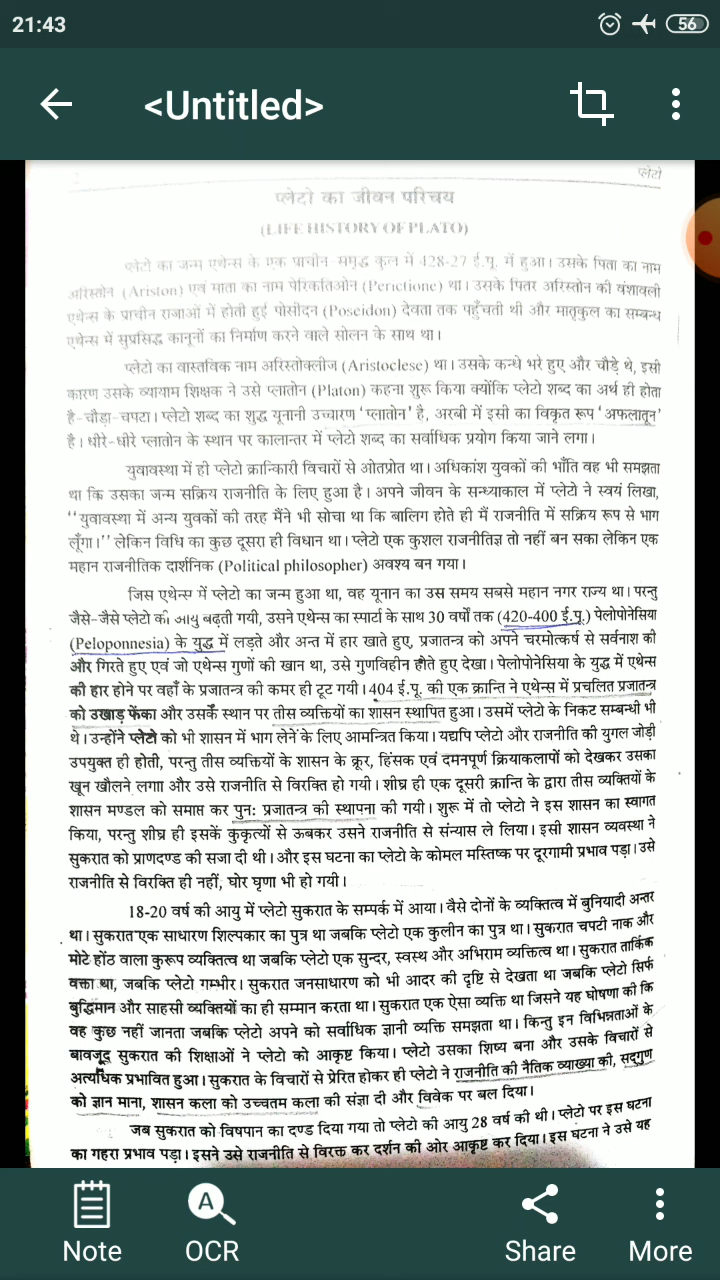 21:43
56
<Untitled>
प्लेटो
प्लेटो का जीवन परिचय
(LIFE HISTORY OF PLATO)
प्लेटो का जन्म एथेन्स के एक प्राचीन समृद्ध कुल में 428-27 ई.पू. में हुआ। उसके पिता का नाम
अरिस्तोन (Ariston) एवं माता का नाम पेरिकतिओन (Perictione) था। उसके पितर अरिस्तोन की वंशावली
एथेन्स के प्राचीन राजाओं में होती हुई पोसीदन (Poseidon) देवता तक पहुँचती थी और मातृकुल का सम्बन्ध
एथेन्स में सुप्रसिद्ध कानूनों का निर्माण करने वाले सोलन के साथ था।
प्लेटो का वास्तविक नाम अरिस्तोक्लीज (Aristoclese) था। उसके कन्धे भरे हुए और चौड़े थे, इसी
कारण उसके व्यायाम शिक्षक ने उसे प्लातोन (Platon) कहना शुरू किया क्योंकि प्लेटो शब्द का अर्थ ही होता
है-चौड़ा-चपटा। प्लेटो शब्द का शुद्ध यूनानी उच्चारण 'प्लातोन' है, अरबी में इसी का विकृत रूप 'अफलातून'
है। धीरे-धीरे प्लातोन के स्थान पर कालान्तर में प्लेटो शब्द का सर्वाधिक प्रयोग किया जाने लगा।
युवावस्था में ही प्लेटो क्रान्किारी विचारों से ओतप्रोत था। अधिकांश युवकों की भाँति वह भी समझता
था कि उसका जन्म सक्रिय राजनीति के लिए हुआ है। अपने जीवन के सन्ध्याकाल में प्लेटो ने स्वयं लिखा,
"युवावस्था में अन्य युवकों की तरह मैंने भी सोचा था कि बालिग होते ही मैं राजनीति में सक्रिय रूप से भाग
लूँगा।" लेकिन विधि का कुछ दूसरा ही विधान था। प्लेटो एक कुशल राजनीतिज्ञ तो नहीं बन सका लेकिन एक
महान राजनीतिक दार्शनिक (Political philosopher) अवश्य बन गया।
जिस एथेन्स में प्लेटो का जन्म हुआ था, वह यूनान का उस समय सबसे महान नगर राज्य था। परन्तु
जैसे-जैसे प्लेटो की आयु बढ़ती गयी, उसने एथेन्स का स्पार्टा के साथ 30 वर्षों तक (420-400 ई.पू.) पेलोपोनेसिया
(Peloponnesia) के युद्ध में लड़ते और अन्त में हार खाते हुए, प्रजातन्त्र को अपने चरमोत्कर्ष से सर्वनाश की
और गिरते हुए एवं जो एथेन्स गुणों की खान था, उसे गुणविहीन होते हुए देखा। पेलोपोनेसिया के युद्ध में एथेन्स
की हार होने पर वहाँ के प्रजातन्त्र की कमर ही टूट गयी। 404 ई.पू. की एक क्रान्ति ने एथेन्स में प्रचलित प्रजातन्त्र
को उखाड़ फेंका और उसके स्थान पर तीस व्यक्तियों का शासन स्थापित हुआ। उसमें प्लेटो के निकट सम्बन्धी भी
थे। उन्होंने प्लेटो को भी शासन में भाग लेने के लिए आमन्त्रित किया। यद्यपि प्लेटो और राजनीति की युगल जोड़ी
उपयुक्त ही होती, परन्तु तीस व्यक्तियों के शासन के क्रूर, हिंसक एवं दमनपूर्ण क्रियाकलापों को देखकर उसका
खून खौलने लगाा और उसे राजनीति से विरक्ति हो गयी। शीघ्र ही एक दूसरी क्रान्ति के द्वारा तीस व्यक्तियों के
शासन मण्डल को समाप्त कर पुन: प्रजातन्त्र की स्थापना की गयी। शुरू में तो प्लेटो ने इस शासन का स्वागत
किया, परन्तु शीघ्र ही इसकें कुकृत्यों से ऊबकर उसने राजनीति से संन्यास ले लिया। इसी शासन व्यवस्था ने
सुकरात को प्राणदण्ड की सजा दी थी। और इस घटना का प्लेटो के कोमल मस्तिष्क पर दूरगामी प्रभाव पड़ा। उसे
राजनीति से विरक्ति ही नहीं, घोर घृणा भी हो गयी।
18-20 वर्ष की आयु में प्लेटो सुकरात के सम्पर्क में आया। वैसे दोनों के व्यक्तित्व में बुनियादी अन्तर
था। सुकरात एक साधारण शिल्पकार का पुत्र था जबकि प्लेटो एक कुलीन का पुत्र था। सुकरात चपटी नाक और
मोटे होंठ वाला कुरूप व्यक्तित्व था जबकि प्लेटो एक सुन्दर, स्वस्थ और अभिराम व्यक्तित्व था। सुकरात तार्किक
वक्ता था, जबकि प्लेटो गम्भीर। सुकरात जनसाधारण को भी आदर की दृष्टि से देखता था जबकि प्लेटो सिर्फ
बुद्धिमान और साहसी व्यक्तियों का ही सम्मान करता था। सुकरात एक ऐसा व्यक्ति था जिसने यह घोषणा की कि
वह कुछ नहीं जानता जबकि प्लेटो अपने को सर्वाधिक ज्ञानी व्यक्ति समझता था। किन्तु इन विभिन्नताओं के
बावजूद सुकरात की शिक्षाओं ने प्लेटो को आकृष्ट किया। प्लेटो उसका शिष्य बना और उसके विचारों से
अत्यधिक प्रभावित हुआ। सुकरात के विचारों से प्रेरित होकर ही प्लेटो ने राजनीति की नैतिक व्याख्या की, सद्गुण
को ज्ञान माना, शासन कला को उच्चतम कला की संज्ञा दी और विवेक पर बल दिया।
जब सुकरात को विषपान का दण्ड दिया गया तो प्लेटो की आयु 28 वर्ष की थी। प्लेटो पर इस घटना
का गहरा प्रभाव पड़ा। इसने उसे राजनीति से विरक्त कर दर्शन की ओर आकृष्ट कर दिया। इस घटना ने उसे यह
A
Note OCR Share More